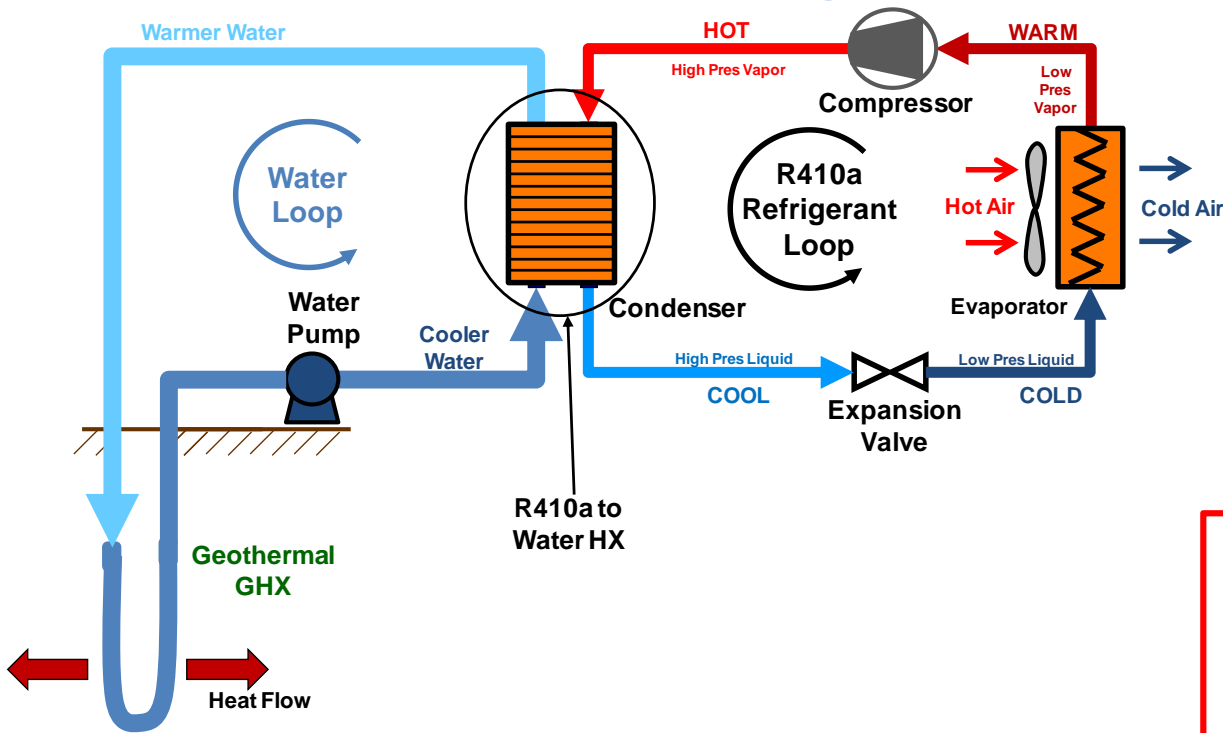 Warmer Water
HOT
High Pres Vapor
WARM
Low
Pres
Vapor
Compressor
Water
Loop
R410a
Refrigerant
Loop
Hot Air
Cold Air
Water
Pump
Cooler
Water
Condenser
Evaporator
High Pres Liquid
COOL
Low Pres Liquid
COLD
Expansion
Valve
R410a to
Water HX
Geothermal
GHX
Heat Flow